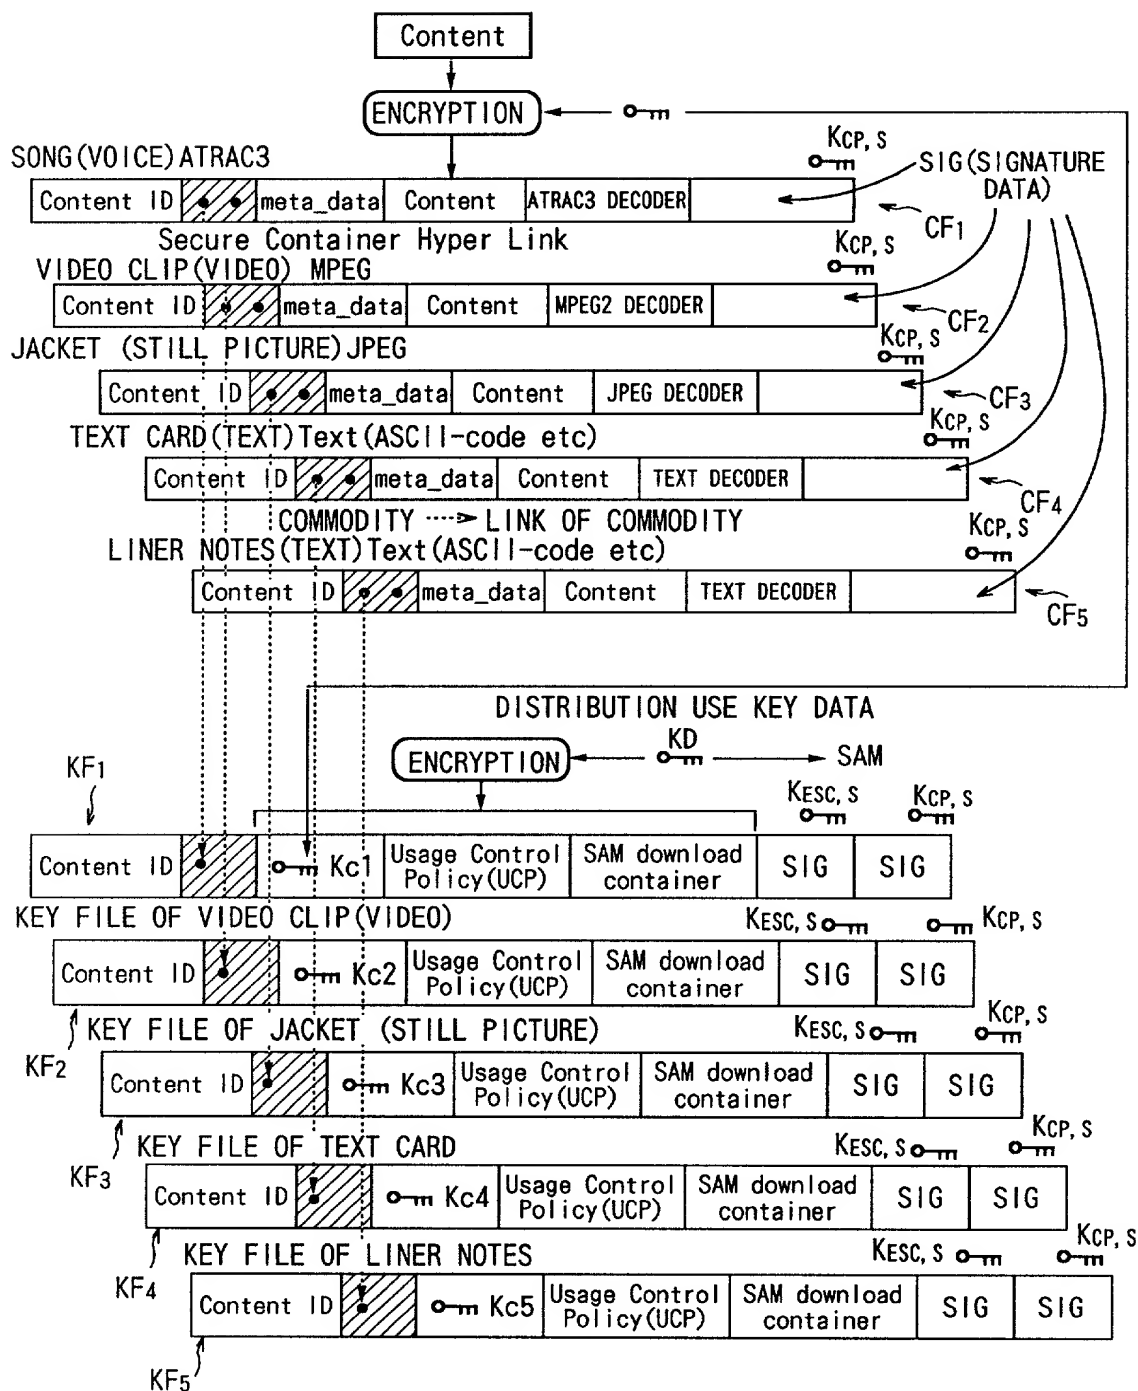 Content
ENCRYPTION
SONG(VOICE)ATRAC3
KCP, S
SIG(SIGNATURE
DATA)
Content ID meta_data Content ATRAC3 DECODER
CF1
Secure Container Hyper Link
KCP, S
VIDEO CLIP(VIDEO) MPEG
Content ID meta_data Content MPEG2 DECODER
CF2
JACKET (STILL PICTURE)JPEG
KCP, S
Content ID meta_data Content JPEG DECODER
CF3
TEXT CARD(TEXT)Text(ASCII-code etc)
KCP, S
Content ID meta_data Content TEXT DECODER
CF4
COMMODITY LINK OF COMMODITY
KCP, S
LINER NOTES(TEXT)Text(ASCII-code etc)
Content ID meta_data Content TEXT DECODER
CF5
DISTRIBUTION USE KEY DATA
KD
ENCRYPTION
SAM
KF1
KESC, S KCP, S
Content ID Kc1 Usage Control Policy(UCP) SAM download container SIG SIG
KEY FILE OF VIDEO CLIP(VIDEO)
KESC, S KCP, S
Content ID Kc2 Usage Control Policy(UCP) SAM download container SIG SIG
KF2
KEY FILE OF JACKET (STILL PICTURE)
KESC, S KCP, S
Content ID Kc3 Usage Control Policy(UCP) SAM download container SIG SIG
KF3
KEY FILE OF TEXT CARD
KESC, S KCP, S
Content ID Kc4 Usage Control Policy(UCP) SAM download container SIG SIG
KF4
KEY FILE OF LINER NOTES
KESC, S KCP, S
Content ID Kc5 Usage Control Policy(UCP) SAM download container SIG SIG
KF5